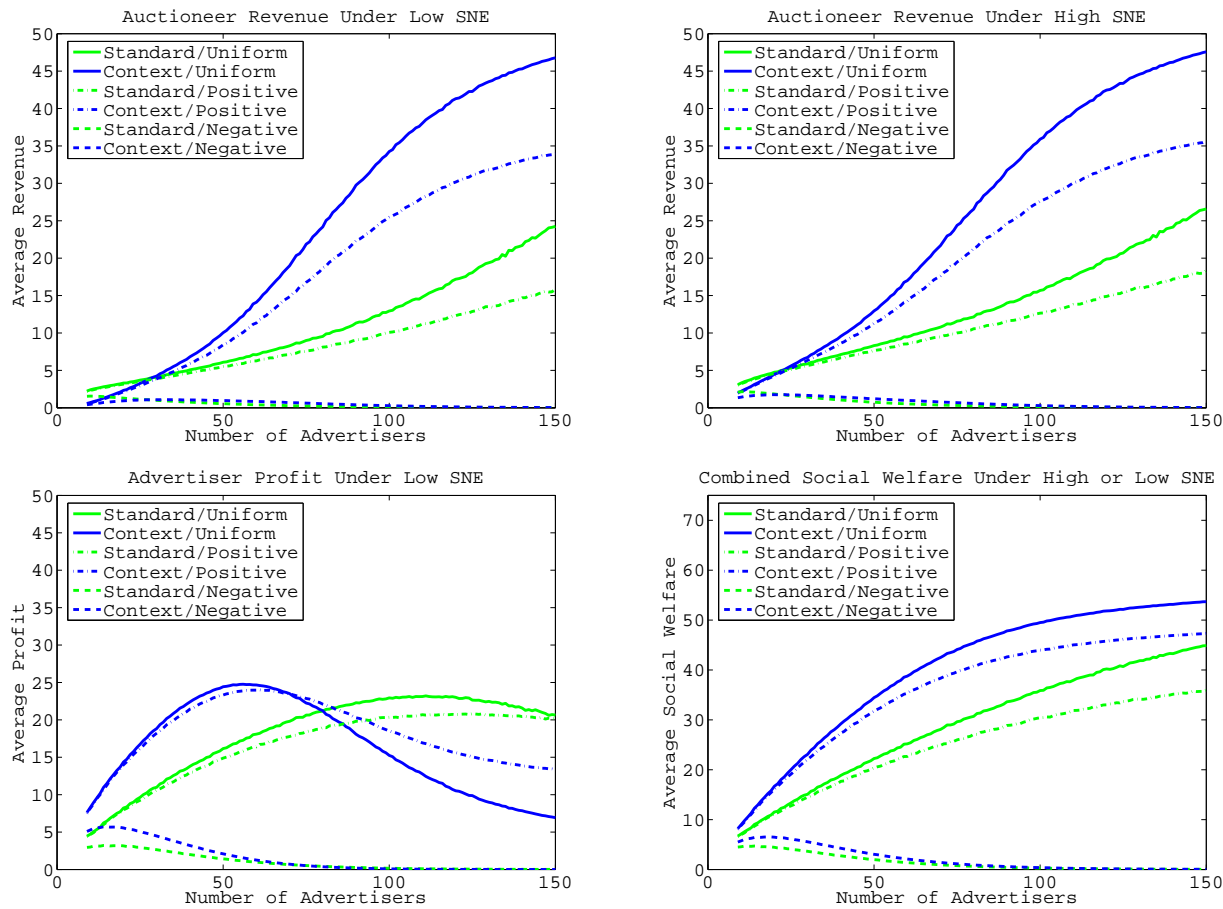 Auctioneer Revenue Under Low SNE
50
45
40
35
30
25
20
15
10
5
0
Average Revenue
Standard/Uniform
Context/Uniform
Standard/Positive
Context/Positive
Standard/Negative
Context/Negative
0
50
100
150
Number of Advertisers
Auctioneer Revenue Under High SNE
50
45
40
35
30
25
20
15
10
5
0
Average Revenue
Standard/Uniform
Context/Uniform
Standard/Positive
Context/Positive
Standard/Negative
Context/Negative
0
50
100
150
Number of Advertisers
Advertiser Profit Under Low SNE
50
45
40
35
30
25
20
15
10
5
0
Average Profit
Standard/Uniform
Context/Uniform
Standard/Positive
Context/Positive
Standard/Negative
Context/Negative
0
50
100
150
Number of Advertisers
Combined Social Welfare Under High or Low SNE
70
60
50
40
30
20
10
0
Average Social Welfare
Standard/Uniform
Context/Uniform
Standard/Positive
Context/Positive
Standard/Negative
Context/Negative
0
50
100
150
Number of Advertisers